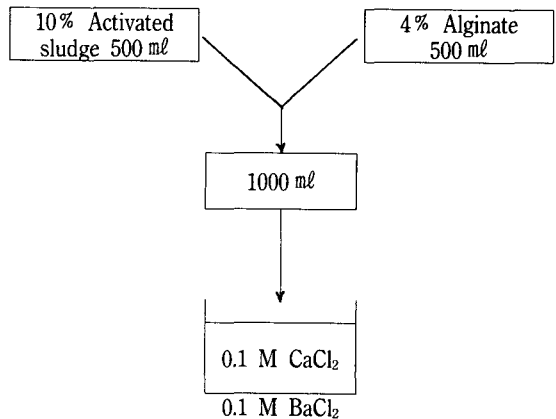 10% Activated
sludge 500 mℓ
4% Alginate
500 mℓ
1000 mℓ
0.1 M CaCl₂
0.1 M BaCl₂